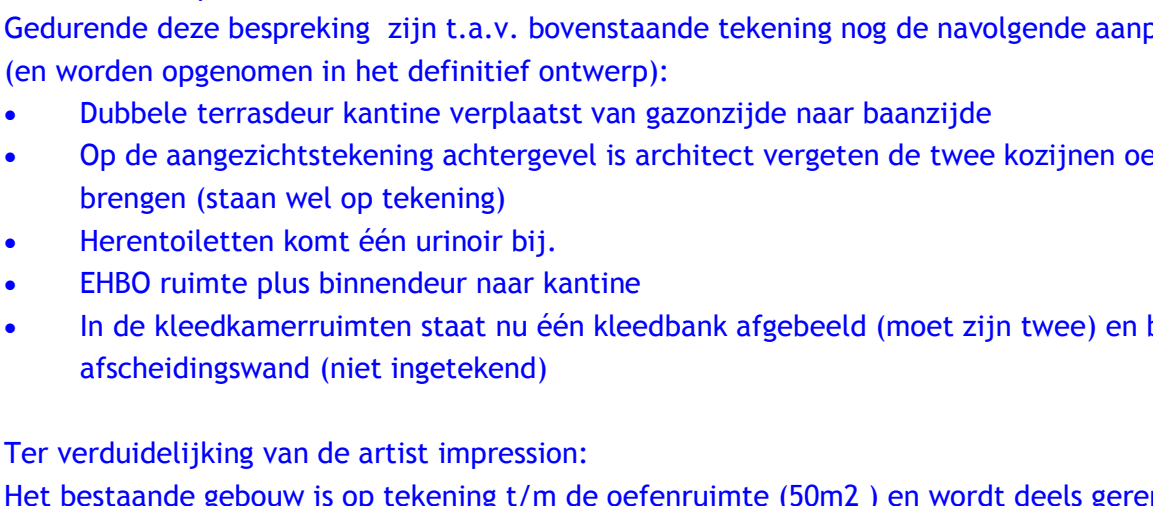 Gedurende deze bespreking zijn t.a.v. bovenstaande tekening nog de navolgende
(en worden opgenomen in het definitief ontwerp):
• Dubbele terrasdeur kantine verplaatst van gazonzijde naar baanzijde
• Op de aangezichtstekening achtergevel is architect vergeten de twee kozijnen
brengen (staan wel op tekening)
• Herentoiletten komt één urinoir bij.
• EHBO ruimte plus binnendeur naar kantine
• In de kleedkamerruimten staat nu één kleedbank afgebeeld (moet zijn twee) en
afscheidingswand (niet ingetekend)
Ter verduidelijking van de artist impression:
Het bestaande gebouw is op tekening t/m de oefenruimte (50m2 ) en wordt deels